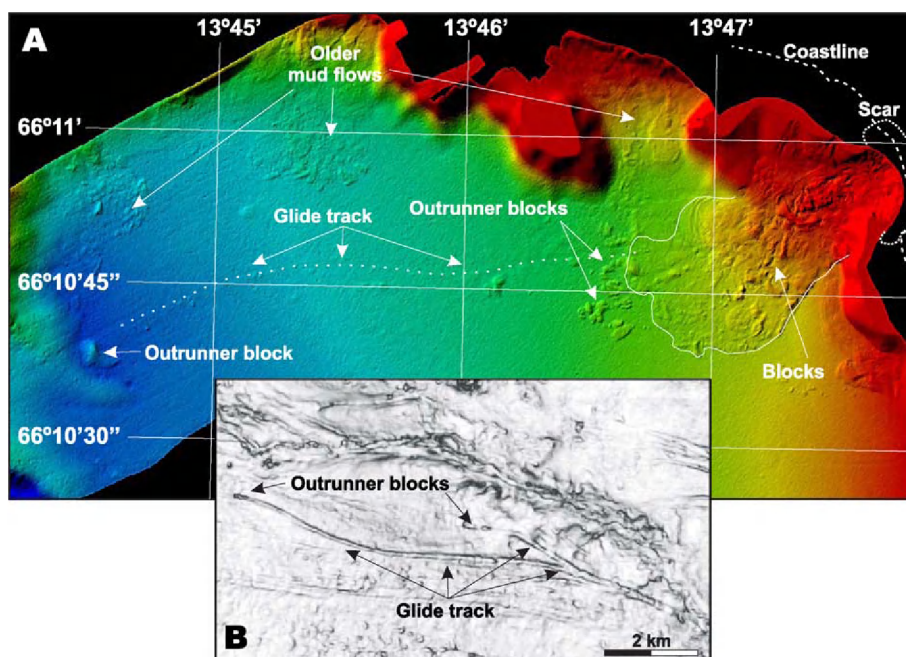 A
13º45’
13º46’
13º47’
Older
mud flows
Coastline
Scar
66º11’
Glide track
Outrunner blocks
66º10’45”
Outrunner block
Blocks
66º10’30”
Outrunner blocks
Glide track
B
2 km